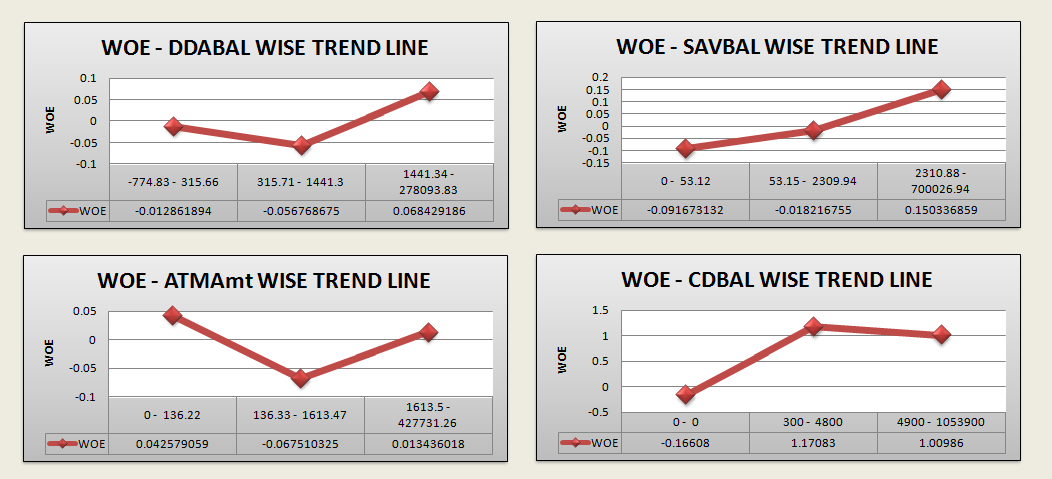 WOE - DDABAL WISE TREND LINE
WOE
0.1
0.05
0
-0.05
-0.1
-774.83 - 315.66
315.71 - 1441.3
1441.34 -
278093.83
WOE
-0.012861894
-0.056768675
0.068429186
WOE - SAVBAL WISE TREND LINE
WOE
0.2
0.15
0.1
0.05
0
-0.05
-0.1
-0.15
0 - 53.12
53.15 - 2309.94
2310.88 -
700026.94
WOE
-0.091673132
-0.018216755
0.150336859
WOE - ATMAmt WISE TREND LINE
WOE
0.05
0
-0.05
-0.1
0 - 136.22
136.33 - 1613.47
1613.5 -
427731.26
WOE
0.042579059
-0.067510325
0.013436018
WOE - CDBAL WISE TREND LINE
WOE
1.5
1
0.5
0
-0.5
0 - 0
300 - 4800
4900 - 1053900
WOE
-0.16608
1.17083
1.00986